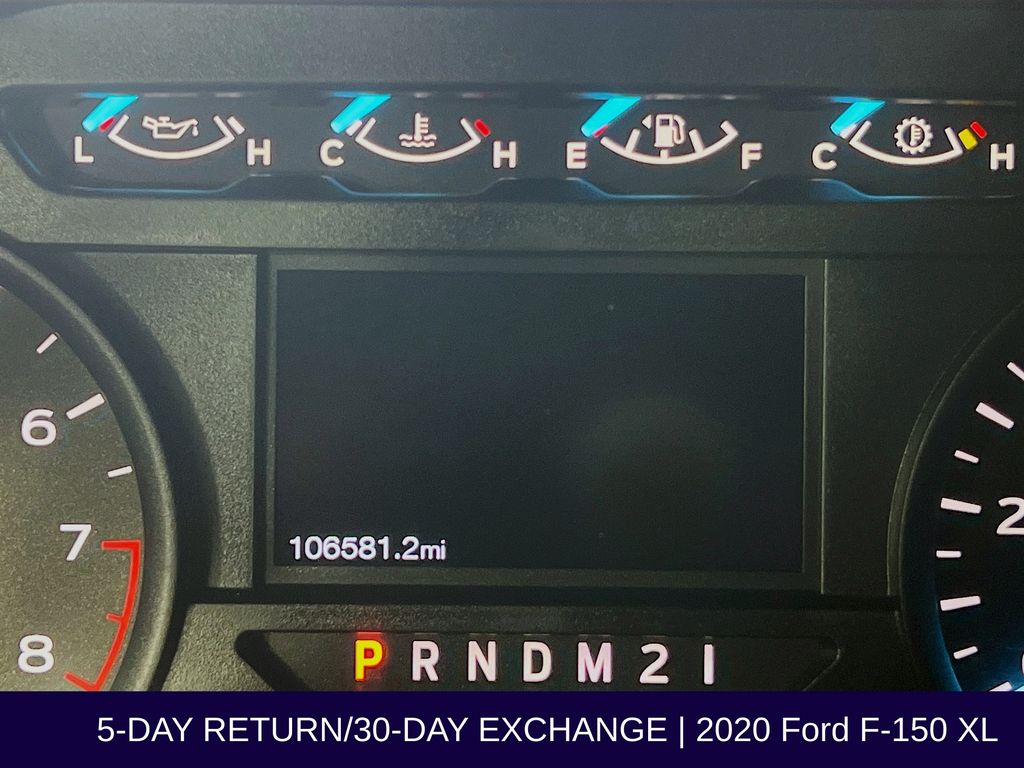 L H C H E F C H
6
7
2
106581.2mi
8
P R N D M 2 1
5-DAY RETURN/30-DAY EXCHANGE | 2020 Ford F-150 XL